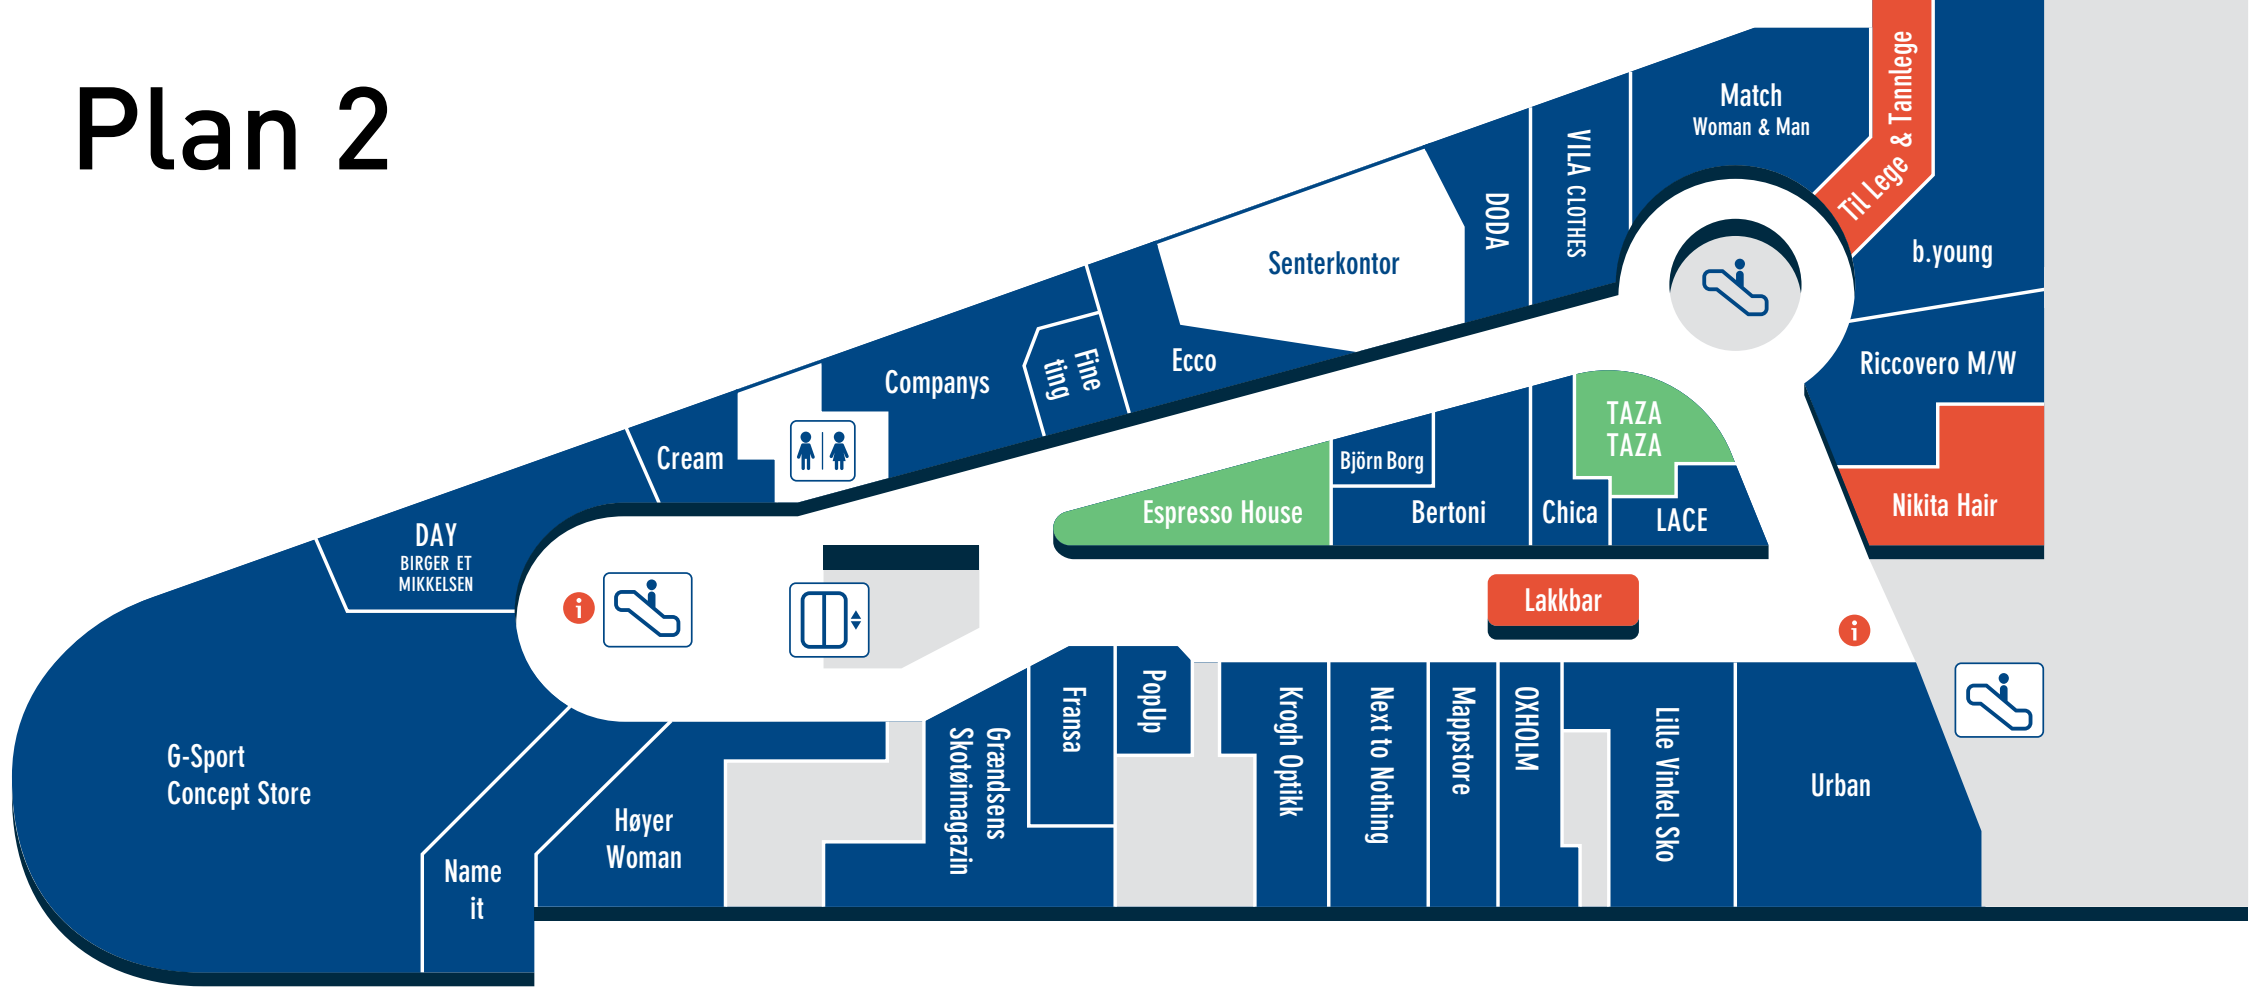 Plan 2
Match
Woman & Man
Til Lege & Tannlege
VILA CLOTHES
DODA
b.young
Senterkontor
Riccovero M/W
Ecco
Fine
ting
Companys
Cream
TAZA
TAZA
Björn Borg
Nikita Hair
Espresso House
Bertoni
Chica
LACE
DAY
BIRGER ET
MIKKELSEN
i
Lakkbar
i
G-Sport
Concept Store
Name
it
Høyer
Woman
Grændsens
Skotøimagazin
Fransa
PopUp
Krogh Optikk
Next to Nothing
Mappstore
OXHOLM
Lille Vinkel Sko
Urban